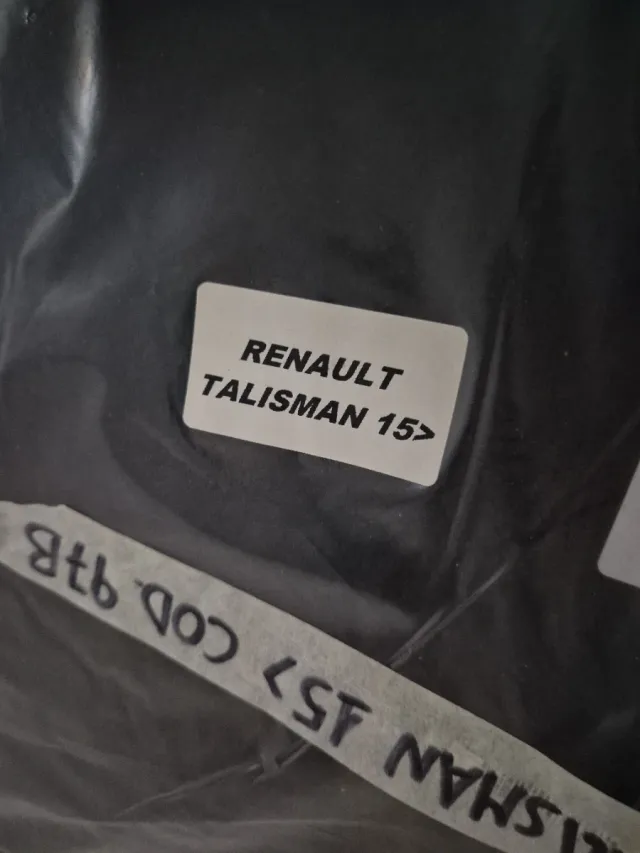 RENAULT
TALISMAN 15>
LISMAN 15> COD. 97B